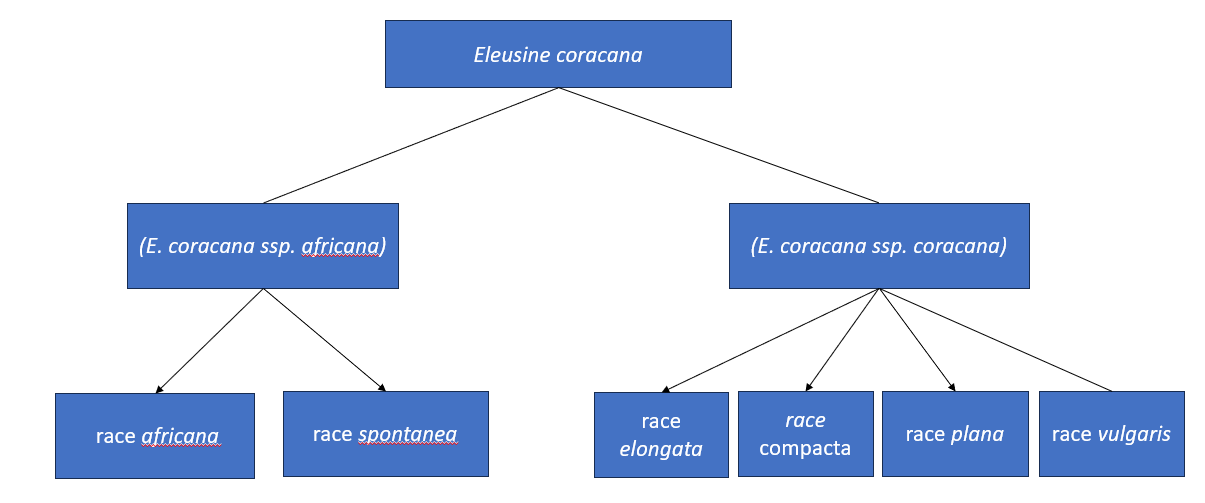 Eleusine coracana
(E. coracana ssp. africana)
(E. coracana ssp. coracana)
race africana
race spontanea
race
elongata
race
compacta
race plana
race vulgaris